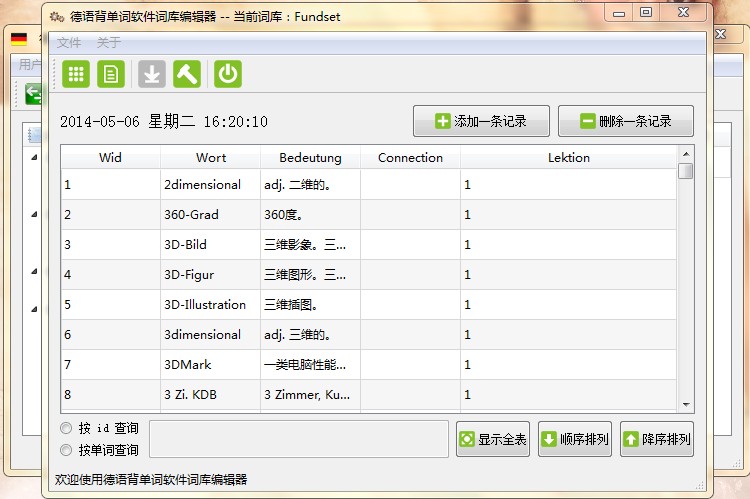 德语背单词软件词库编辑器 -- 当前词库：Fundset
文件 关于
用户
2014-05-06 星期二 16:20:10
添加一条记录 删除一条记录
Wid Wort Bedeutung Connection Lektion
1 2dimensional adj. 二维的。 1
2 360-Grad 360度。 1
3 3D-Bild 三维影象。三... 1
4 3D-Figur 三维图形。三... 1
5 3D-Illustration 三维插图。 1
6 3dimensional adj. 三维的。 1
7 3DMark 一类电脑性能... 1
8 3 Zi. KDB 3 Zimmer, Ku... 1
按 id 查询
按单词查询
显示全表 顺序排列 降序排列
欢迎使用德语背单词软件词库编辑器